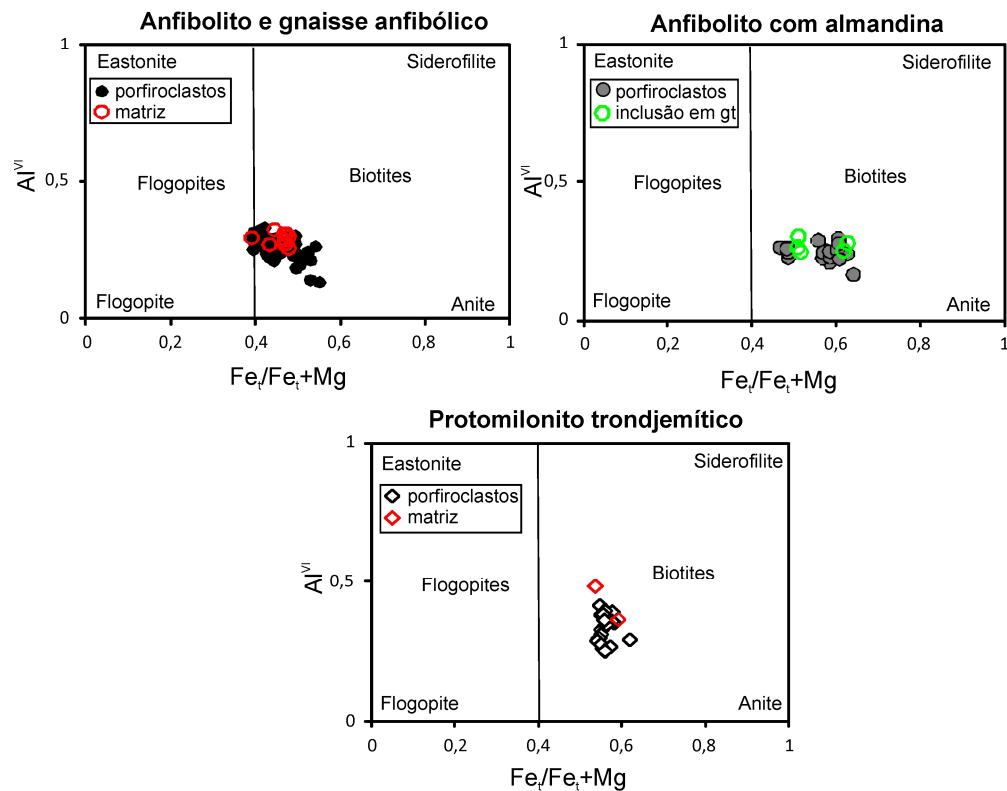 Anfibolito e gnaisse anfibólico
1
Eastonite
Siderofilite
porfiroclastos
matriz
Al^VI
0,5
Flogopites
Biotites
Flogopite
Anite
0
0 0,2 0,4 0,6 0,8 1
Fe_t/Fe_t+Mg
Anfibolito com almandina
1
Eastonite
Siderofilite
porfiroclastos
inclusão em gt
Al^VI
0,5
Flogopites
Biotites
Flogopite
Anite
0
0 0,2 0,4 0,6 0,8 1
Fe_t/Fe_t+Mg
Protomilonito trondjemítico
1
Eastonite
Siderofilite
porfiroclastos
matriz
Al^VI
0,5
Flogopites
Biotites
Flogopite
Anite
0
0 0,2 0,4 0,6 0,8 1
Fe_t/Fe_t+Mg